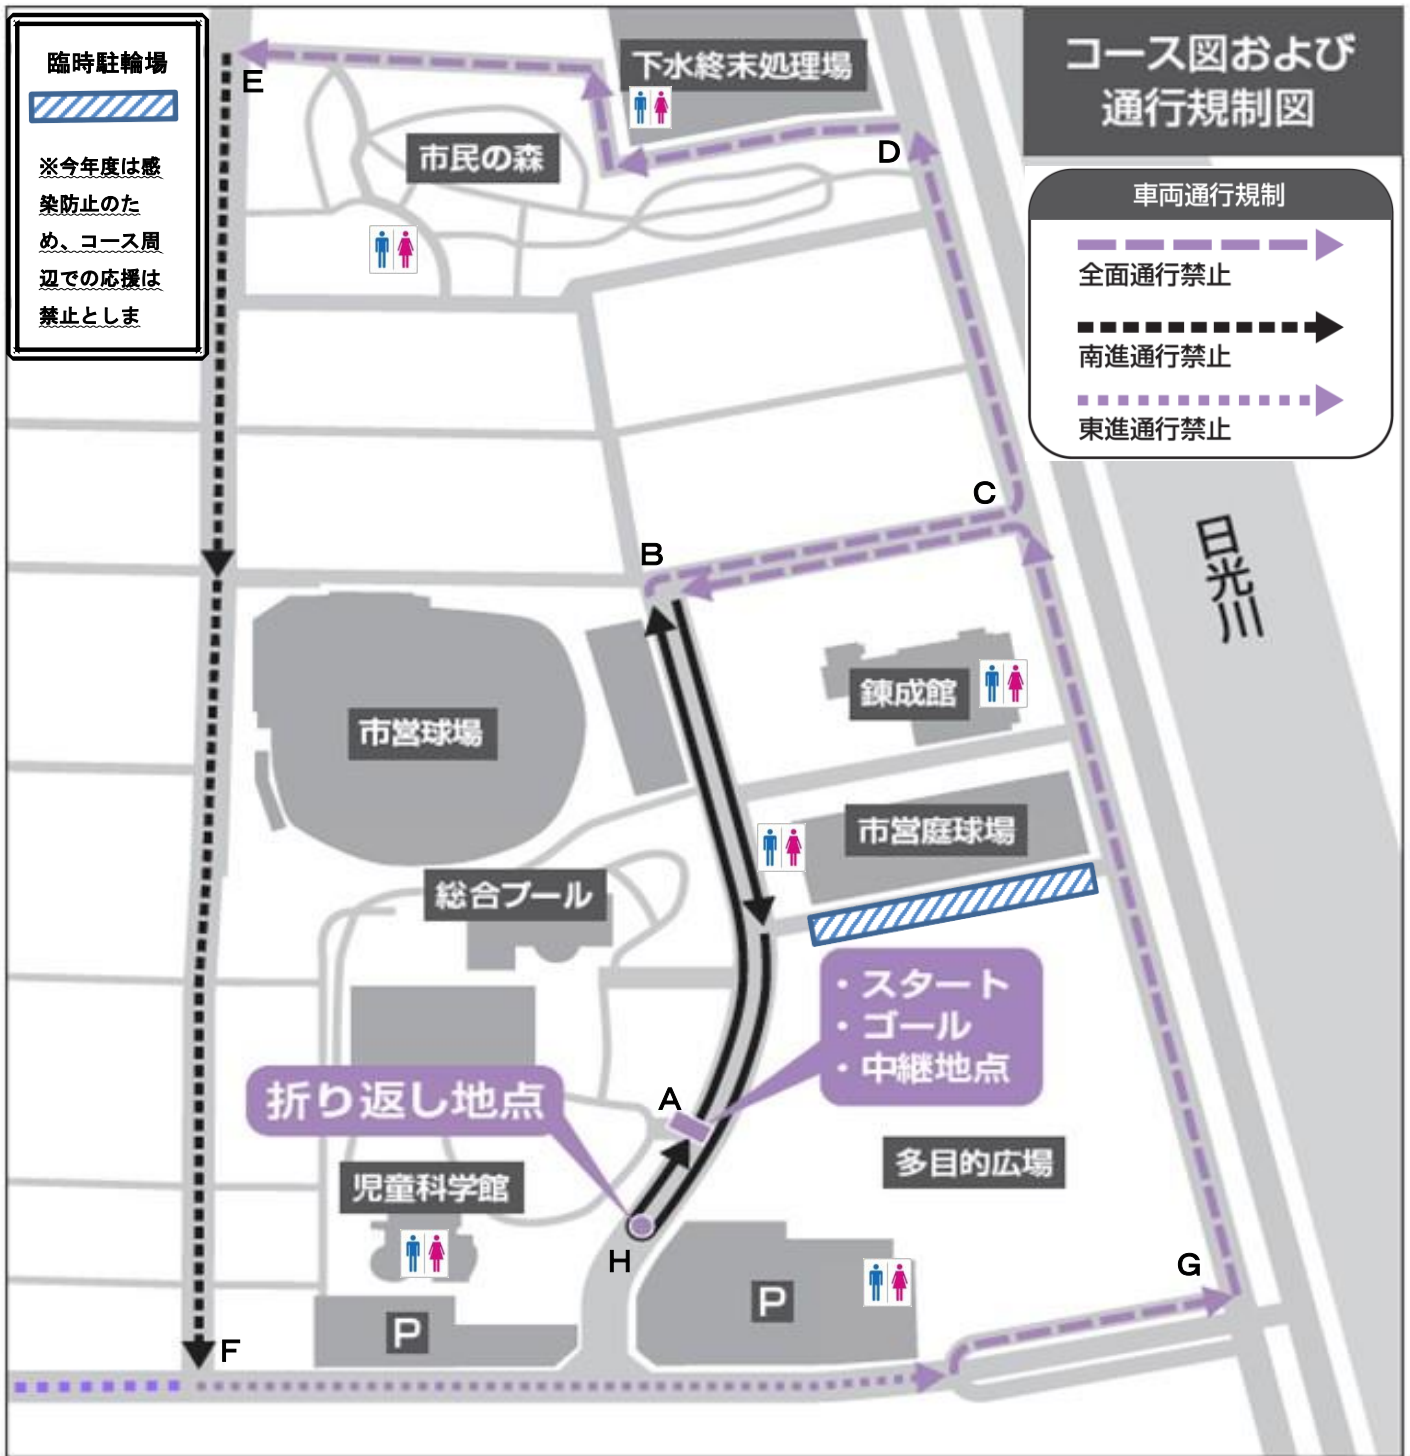 臨時駐輪場
※今年度は感
染防止のた
め、コース周
辺での応援は
禁止としま
コース図および
通行規制図
車両通行規制
全面通行禁止
南進通行禁止
東進通行禁止
下水終末処理場
E
市民の森
D
C
B
日光川
錬成館
市営球場
市営庭球場
総合プール
・スタート
・ゴール
・中継地点
折り返し地点
A
多目的広場
児童科学館
H
G
P
P
F